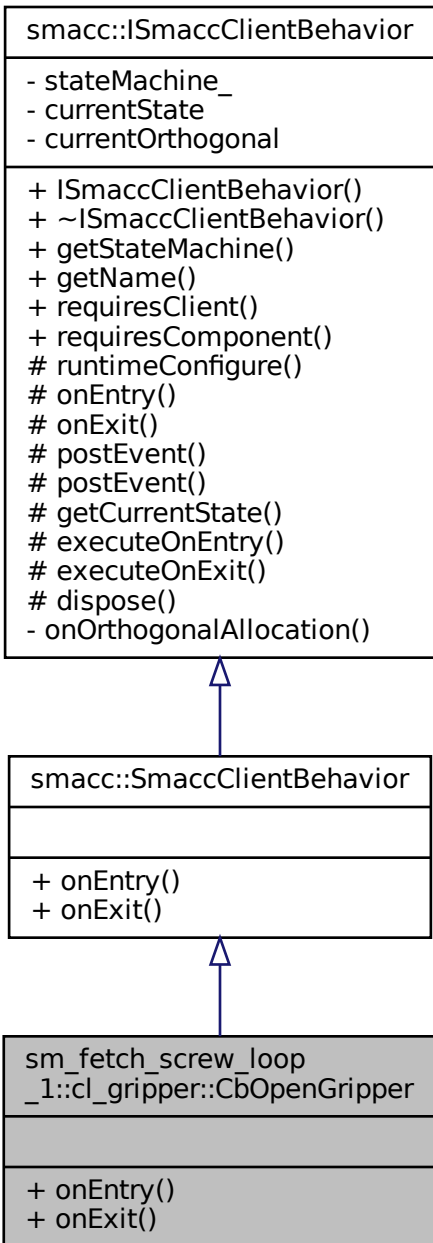 smacc::ISmaccClientBehavior
- stateMachine_
- currentState
- currentOrthogonal
+ ISmaccClientBehavior()
+ ~ISmaccClientBehavior()
+ getStateMachine()
+ getName()
+ requiresClient()
+ requiresComponent()
# runtimeConfigure()
# onEntry()
# onExit()
# postEvent()
# postEvent()
# getCurrentState()
# executeOnEntry()
# executeOnExit()
# dispose()
- onOrthogonalAllocation()
smacc::SmaccClientBehavior
+ onEntry()
+ onExit()
sm_fetch_screw_loop
_1::cl_gripper::CbOpenGripper
+ onEntry()
+ onExit()